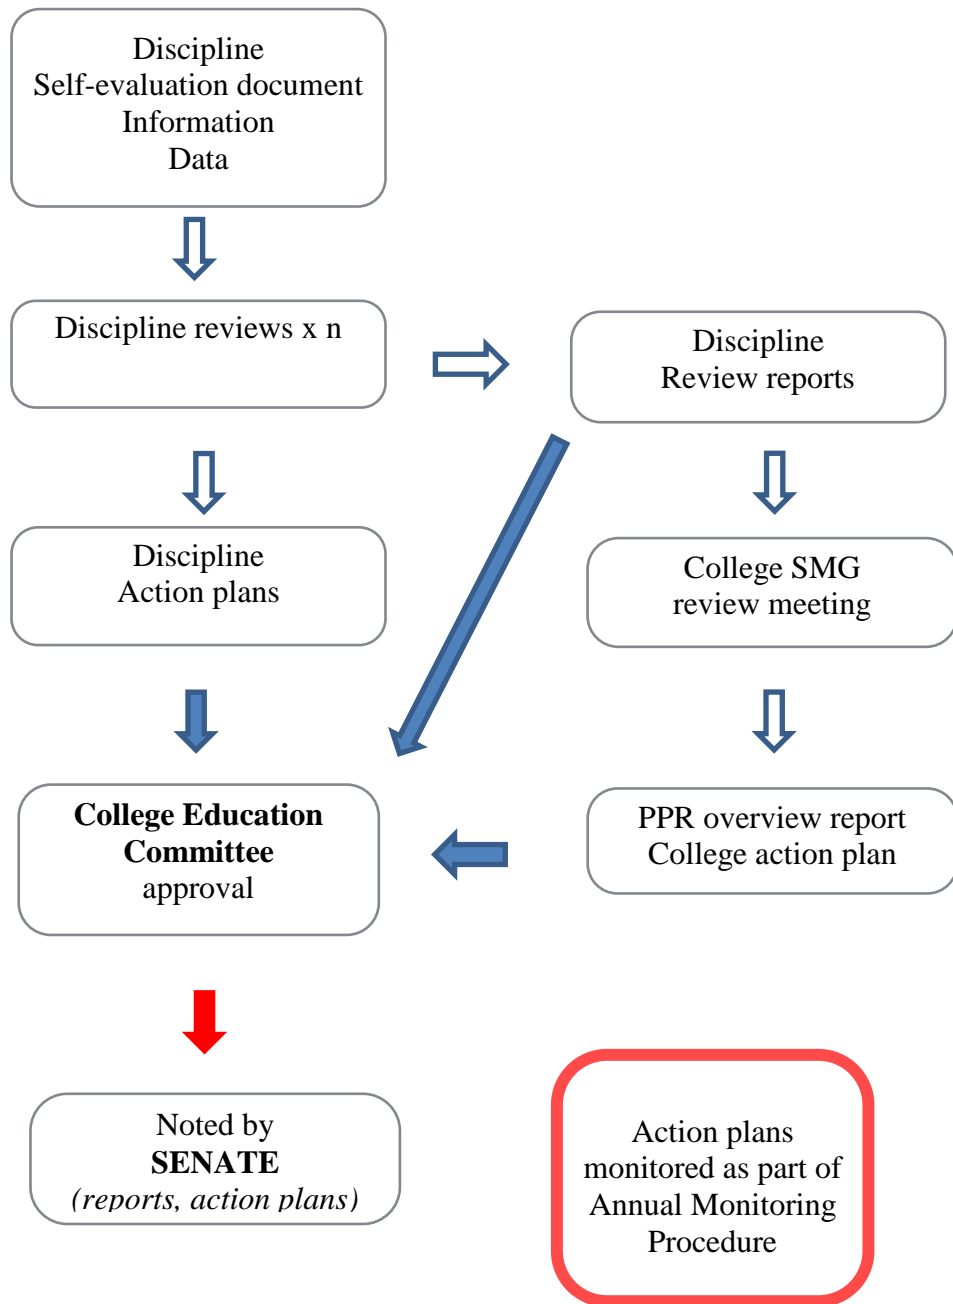 Discipline
Self-evaluation document
Information
Data
Discipline reviews x n
Discipline
Review reports
Discipline
Action plans
College SMG
review meeting
College Education
Committee
approval
PPR overview report
College action plan
Noted by
SENATE
(reports, action plans)
Action plans
monitored as part of
Annual Monitoring
Procedure